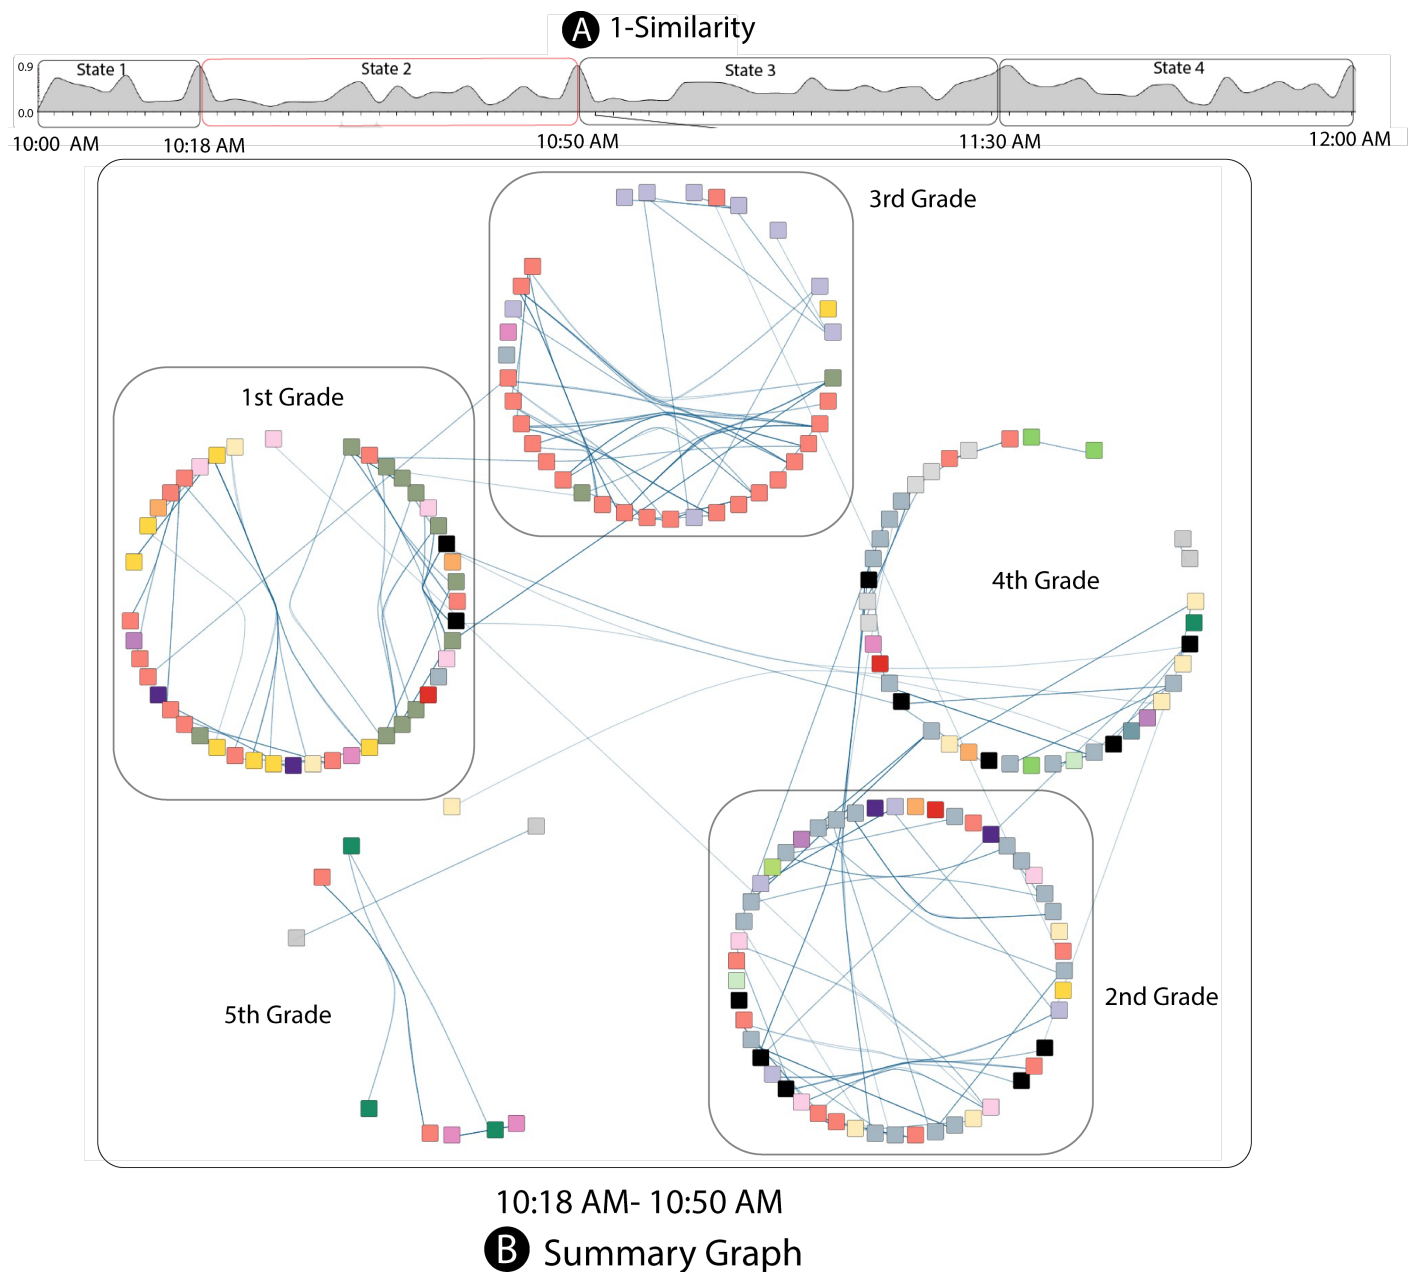 A 1-Similarity
0.9
State 1
State 2
State 3
State 4
0.0
10:00 AM
10:18 AM
10:50 AM
11:30 AM
12:00 AM
3rd Grade
1st Grade
4th Grade
2nd Grade
5th Grade
10:18 AM- 10:50 AM
B Summary Graph